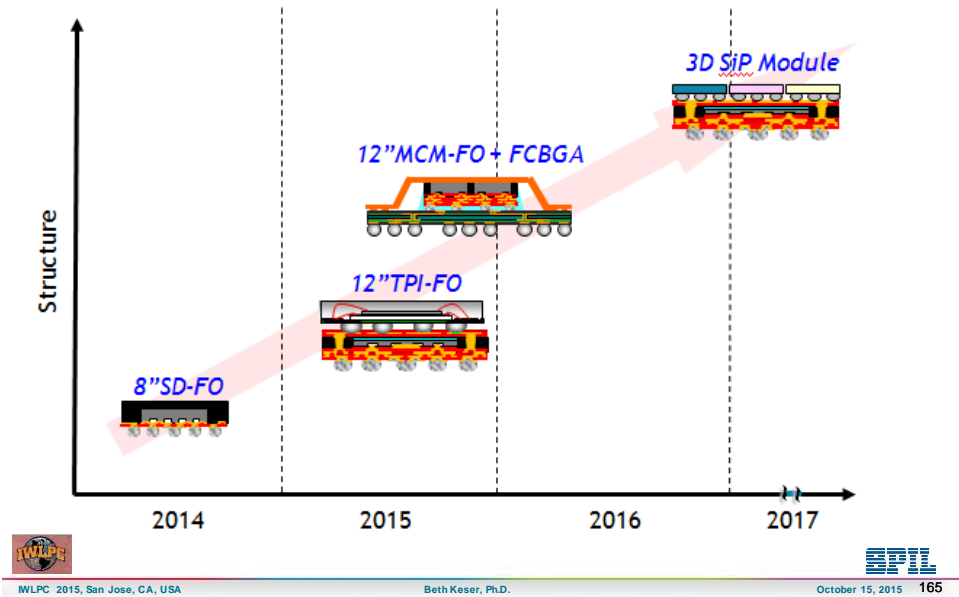 3D SiP Module
12”MCM-FO + FCBGA
12”TPI-FO
8”SD-FO
Structure
2014 2015 2016 2017
IWLPC
SPIL
IWLPC 2015, San Jose, CA, USA Beth Keser, Ph.D. October 15, 2015 165